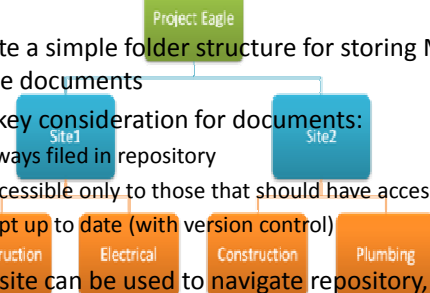 Project Eagle
te a simple folder structure for storing M
e documents
key consideration for documents:
Site1
Site2
ways filed in repository
ccessible only to those that should have acces
pt up to date (with version control)
ruction
Electrical
Construction
Plumbing
site can be used to navigate repository,